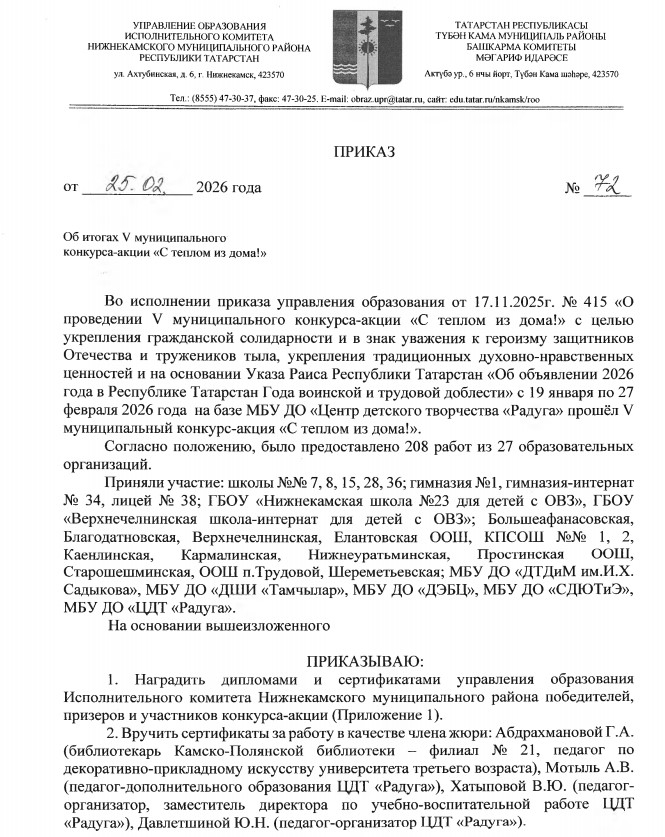 УПРАВЛЕНИЕ ОБРАЗОВАНИЯ
ИСПОЛНИТЕЛЬНОГО КОМИТЕТА
НИЖНЕКАМСКОГО МУНИЦИПАЛЬНОГО РАЙОНА
РЕСПУБЛИКИ ТАТАРСТАН
ул. Ахтубинская, д. 6, г. Нижнекамск, 423570
ТАТАРСТАН РЕСПУБЛИКАСЫ
ТҮБӘН КАМА МУНИЦИПАЛЬ РАЙОНЫ
БАШКАРМА КОМИТЕТЫ
МӘГАРИФ ИДАРӘСЕ
Актүбә ур., 6 нчы йорт, Түбән Кама шәһәре, 423570
Тел.: (8555) 47-30-37, факс: 47-30-25. E-mail: obraz.upr@tatar.ru, сайт: edu.tatar.ru/nkamsk/roo
ПРИКАЗ
от 25.02. 2026 года № 72
Об итогах V муниципального
конкурса-акции «С теплом из дома!»
Во исполнении приказа управления образования от 17.11.2025г. № 415 «О
проведении V муниципального конкурса-акции «С теплом из дома!» с целью
укрепления гражданской солидарности и в знак уважения к героизму защитников
Отечества и тружеников тыла, укрепления традиционных духовно-нравственных
ценностей и на основании Указа Раиса Республики Татарстан «Об объявлении 2026
года в Республике Татарстан Года воинской и трудовой доблести» с 19 января по 27
февраля 2026 года на базе МБУ ДО «Центр детского творчества «Радуга» прошёл V
муниципальный конкурс-акция «С теплом из дома!».
Согласно положению, было предоставлено 208 работ из 27 образовательных
организаций.
Приняли участие: школы №№ 7, 8, 15, 28, 36; гимназия №1, гимназия-интернат
№ 34, лицей № 38; ГБОУ «Нижнекамская школа №23 для детей с ОВЗ», ГБОУ
«Верхнечелнинская школа-интернат для детей с ОВЗ»; Большеафанасовская,
Благодатновская, Верхнечелнинская, Елантовская ООШ, КПСОШ №№ 1, 2,
Каенлинская, Кармалинская, Нижнеуратьминская, Простинская ООШ,
Старошешминская, ООШ п.Трудовой, Шереметьевская; МБУ ДО «ДТДиМ им.И.Х.
Садыкова», МБУ ДО «ДШИ «Тамчылар», МБУ ДО «ДЭБЦ», МБУ ДО «СДЮТиЭ»,
МБУ ДО «ЦДТ «Радуга».
На основании вышеизложенного
ПРИКАЗЫВАЮ:
1. Наградить дипломами и сертификатами управления образования
Исполнительного комитета Нижнекамского муниципального района победителей,
призеров и участников конкурса-акции (Приложение 1).
2. Вручить сертификаты за работу в качестве члена жюри: Абдрахмановой Г.А.
(библиотекарь Камско-Полянской библиотеки – филиал № 21, педагог по
декоративно-прикладному искусству университета третьего возраста), Мотыль А.В.
(педагог-дополнительного образования ЦДТ «Радуга»), Хатыповой В.Ю. (педагог-
организатор, заместитель директора по учебно-воспитательной работе ЦДТ
«Радуга»), Давлетшиной Ю.Н. (педагог-организатор ЦДТ «Радуга»).